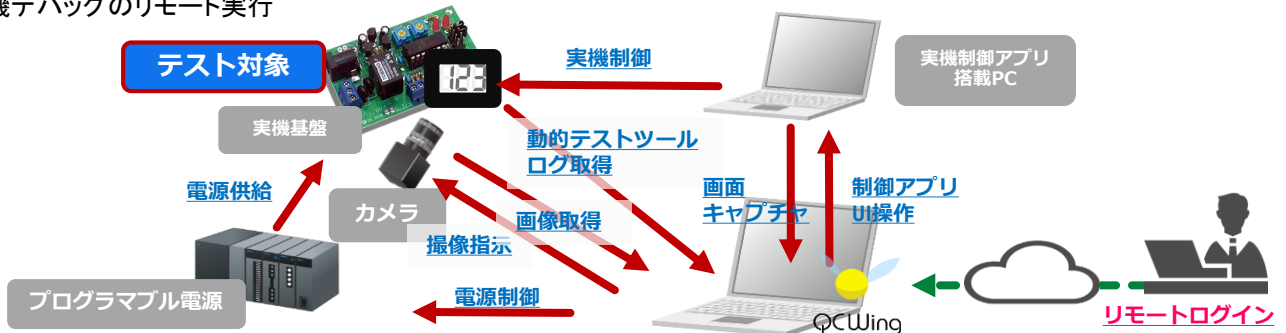 機デバッグのリモート実行
テスト対象
123
実機制御
実機制御アプリ
搭載PC
実機基盤
動的テストツール
ログ取得
電源供給
カメラ
画像取得
撮像指示
画面
キャプチャ
制御アプリ
UI操作
プログラマブル電源
電源制御
QCWing
リモートログイン